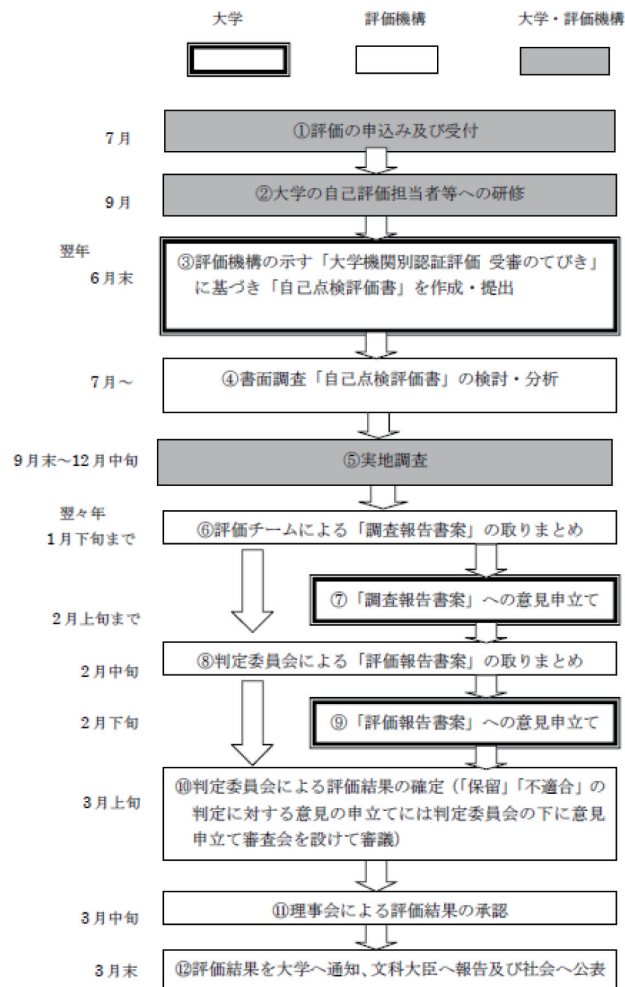 大学 評価機構 大学・評価機構
7月 ①評価の申込み及び受付
9月 ②大学の自己評価担当者等への研修
翌年
6月末
③評価機構の示す「大学機関別認証評価 受審のてびき」
に基づき「自己点検評価書」を作成・提出
7月～ ④書面調査「自己点検評価書」の検討・分析
9月末～12月中旬 ⑤実地調査
翌々年
1月下旬まで
⑥評価チームによる「調査報告書案」の取りまとめ
⑦「調査報告書案」への意見申立て
2月上旬まで
⑧判定委員会による「評価報告書案」の取りまとめ
2月中旬
2月下旬 ⑨「評価報告書案」への意見申立て
3月上旬
⑩判定委員会による評価結果の確定（「保留」「不適合」の
判定に対する意見の申立てには判定委員会の下に意見
申立て審査会を設けて審議）
3月中旬 ⑪理事会による評価結果の承認
3月末 ⑫評価結果を大学へ通知、文科大臣へ報告及び社会へ公表